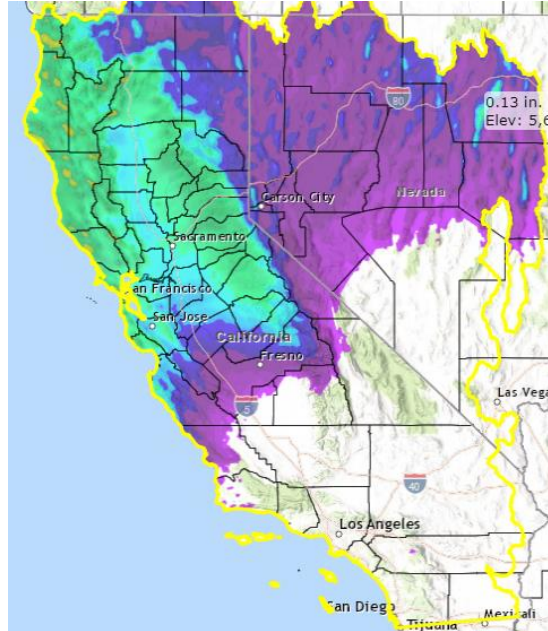 80
0.13 in.
Elev: 5,6
Nevada
Carson City
Sacramento
an Francisco
San Jose
California
Fresno
5
Las Vega
40
Los Angeles
San Diego
Tijuana
Mexicali